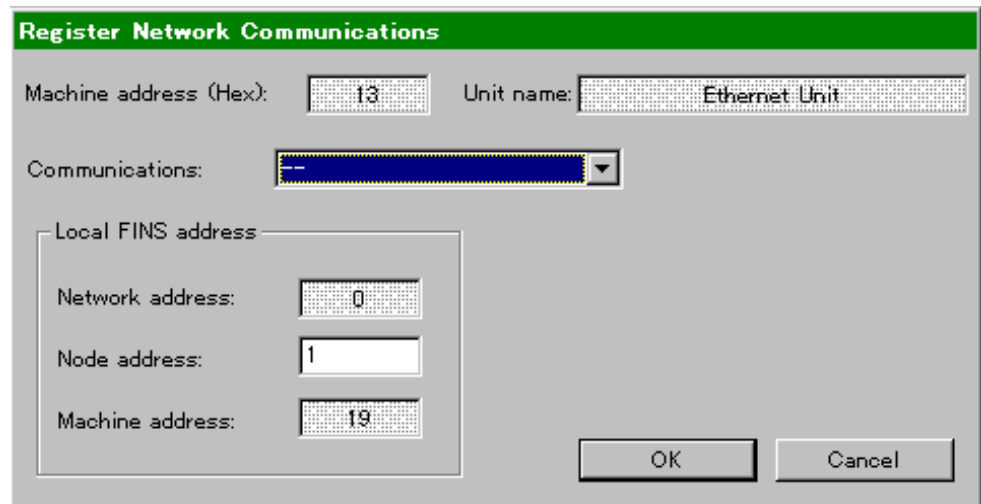 Register Network Communications
Machine address (Hex): 13 Unit name: Ethernet Unit
Communications: --
Local FINS address
Network address: 0
Node address: 1
Machine address: 19
OK Cancel